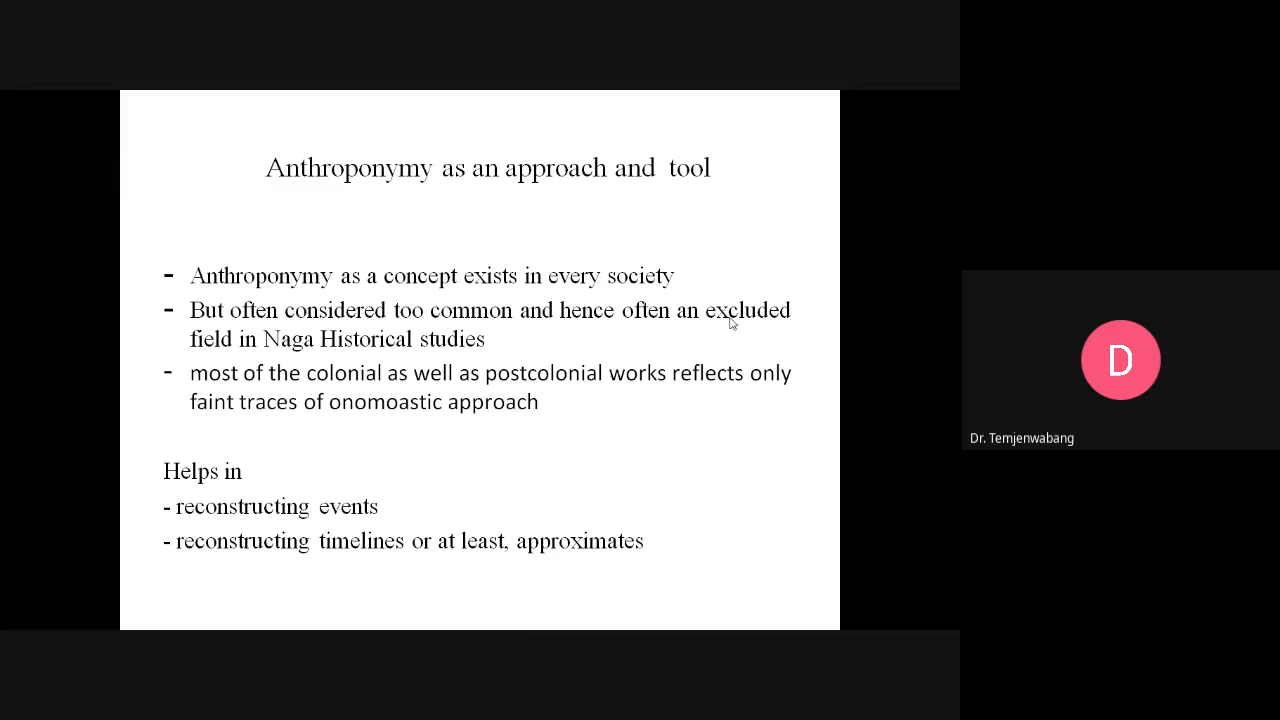 Anthroponymy as an approach and tool
- Anthroponymy as a concept exists in every society
- But often considered too common and hence often an excluded
field in Naga Historical studies
- most of the colonial as well as postcolonial works reflects only
faint traces of onomoastic approach
Helps in
- reconstructing events
- reconstructing timelines or at least, approximates
D
Dr. Temjenwabang